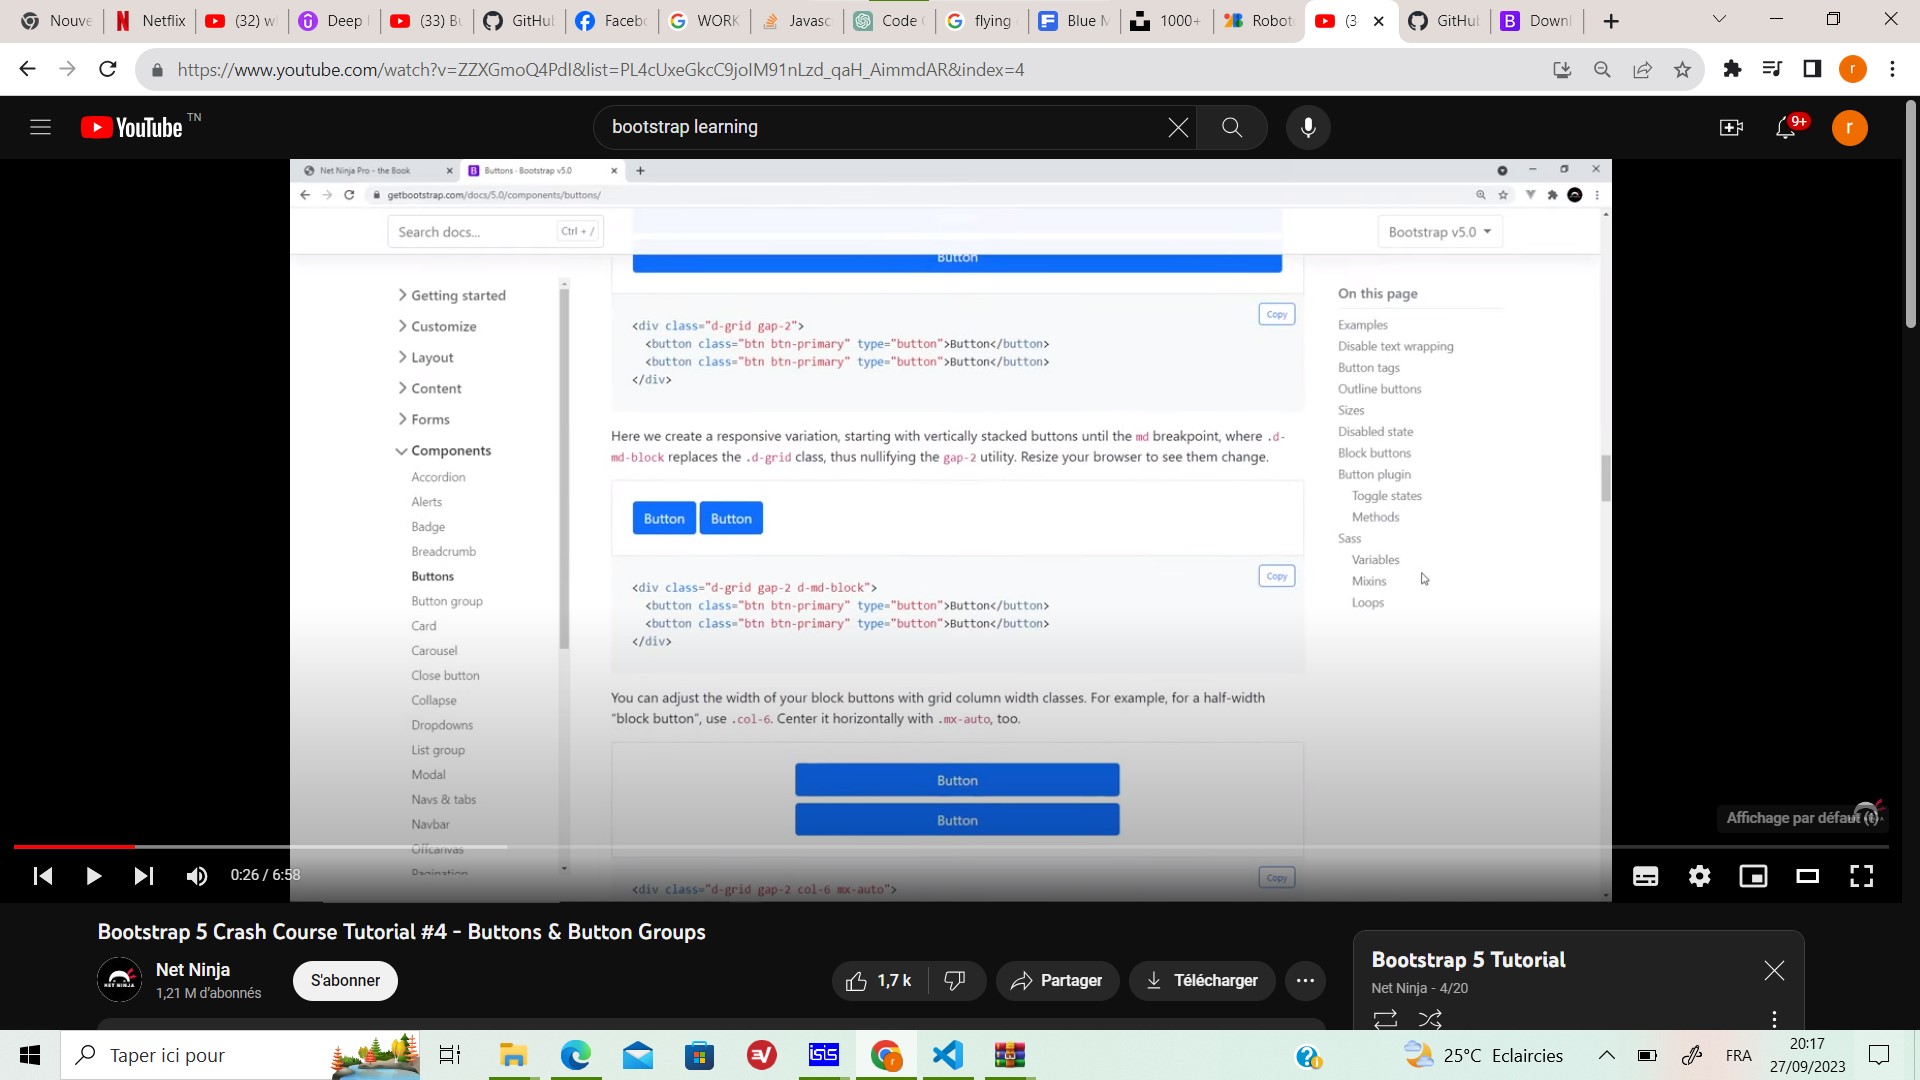 Nouve
Netflix
(32) w
Deep
(33) Bu
GitHub
Facebo
WORK
Javasc
Code
flying
Blue M
1000+
Robot
(3
GitHub
Downl
https://www.youtube.com/watch?v=ZZXGmoQ4PdI&list=PL4cUxeGkcC9joIM91nLzd_qaH_AimmdAR&index=4
r
YouTube TN
bootstrap learning
9+
r
Net Ninja Pro - the Book
Buttons · Bootstrap v5.0
getbootstrap.com/docs/5.0/components/buttons/
Search docs...
Ctrl + /
Bootstrap v5.0
Getting started
Customize
Layout
Content
Forms
Components
Accordion
Alerts
Badge
Breadcrumb
Buttons
Button group
Card
Carousel
Close button
Collapse
Dropdowns
List group
Modal
Navs & tabs
Navbar
Offcanvas
Pagination
Button
Copy
<div class="d-grid gap-2">
<button class="btn btn-primary" type="button">Button</button>
<button class="btn btn-primary" type="button">Button</button>
</div>
Here we create a responsive variation, starting with vertically stacked buttons until the md breakpoint, where .d-
md-block replaces the .d-grid class, thus nullifying the gap-2 utility. Resize your browser to see them change.
Button Button
Copy
<div class="d-grid gap-2 d-md-block">
<button class="btn btn-primary" type="button">Button</button>
<button class="btn btn-primary" type="button">Button</button>
</div>
You can adjust the width of your block buttons with grid column width classes. For example, for a half-width
"block button", use .col-6. Center it horizontally with .mx-auto, too.
Button
Button
Copy
<div class="d-grid gap-2 col-6 mx-auto">
On this page
Examples
Disable text wrapping
Button tags
Outline buttons
Sizes
Disabled state
Block buttons
Button plugin
Toggle states
Methods
Sass
Variables
Mixins
Loops
Affichage par défaut (t)
0:26 / 6:58
Bootstrap 5 Crash Course Tutorial #4 - Buttons & Button Groups
NET NINJA
Net Ninja
1,21 M d'abonnés
S'abonner
1,7 k
Partager
Télécharger
Bootstrap 5 Tutorial
Net Ninja - 4/20
Taper ici pour
isis
25°C Eclaircies
FRA
20:17
27/09/2023